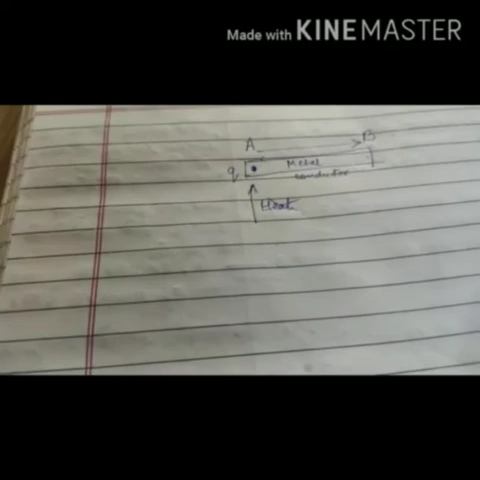 Made with KINEMASTER
A B
q Metal
conductor
Heat